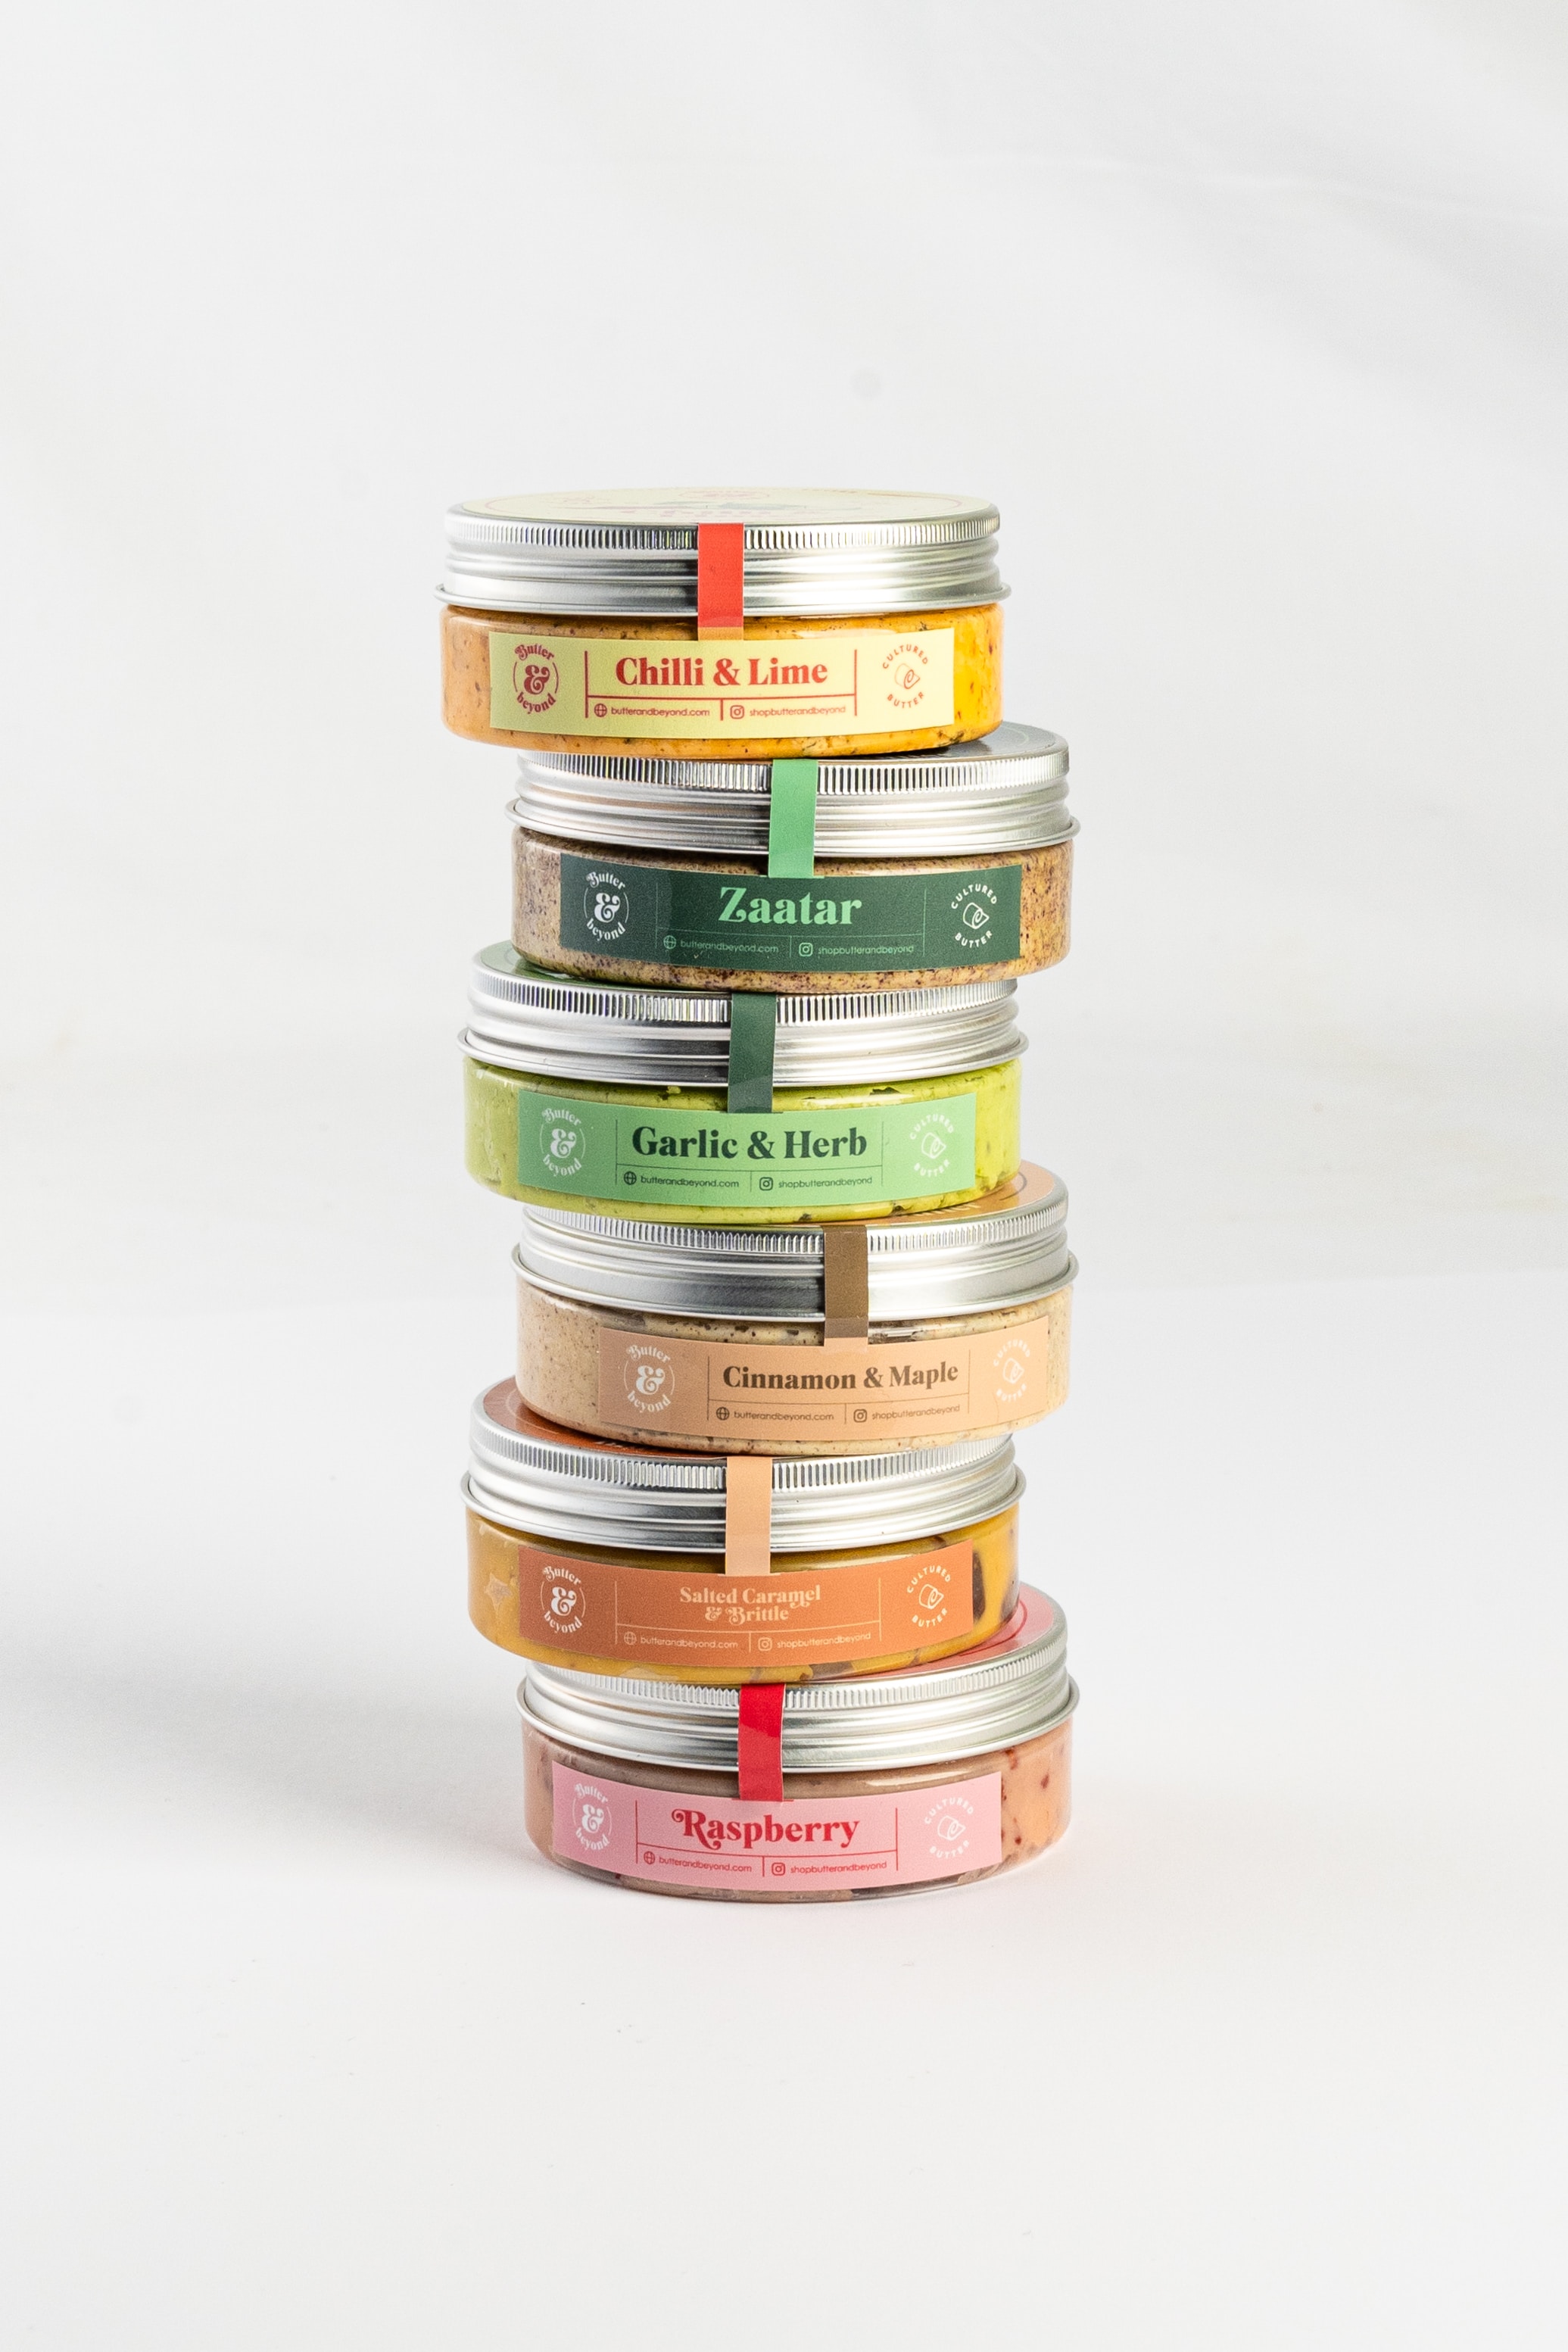 Butter
&
beyond
Chilli & Lime
butterandbeyond.com shopbutterandbeyond
CULTURED
BUTTER
Butter
&
beyond
Zaatar
butterandbeyond.com shopbutterandbeyond
CULTURED
BUTTER
Butter
&
beyond
Garlic & Herb
butterandbeyond.com shopbutterandbeyond
CULTURED
BUTTER
Butter
&
beyond
Cinnamon & Maple
butterandbeyond.com shopbutterandbeyond
CULTURED
BUTTER
Butter
&
beyond
Salted Caramel
& Brittle
butterandbeyond.com shopbutterandbeyond
CULTURED
BUTTER
Butter
&
beyond
Raspberry
butterandbeyond.com shopbutterandbeyond
CULTURED
BUTTER